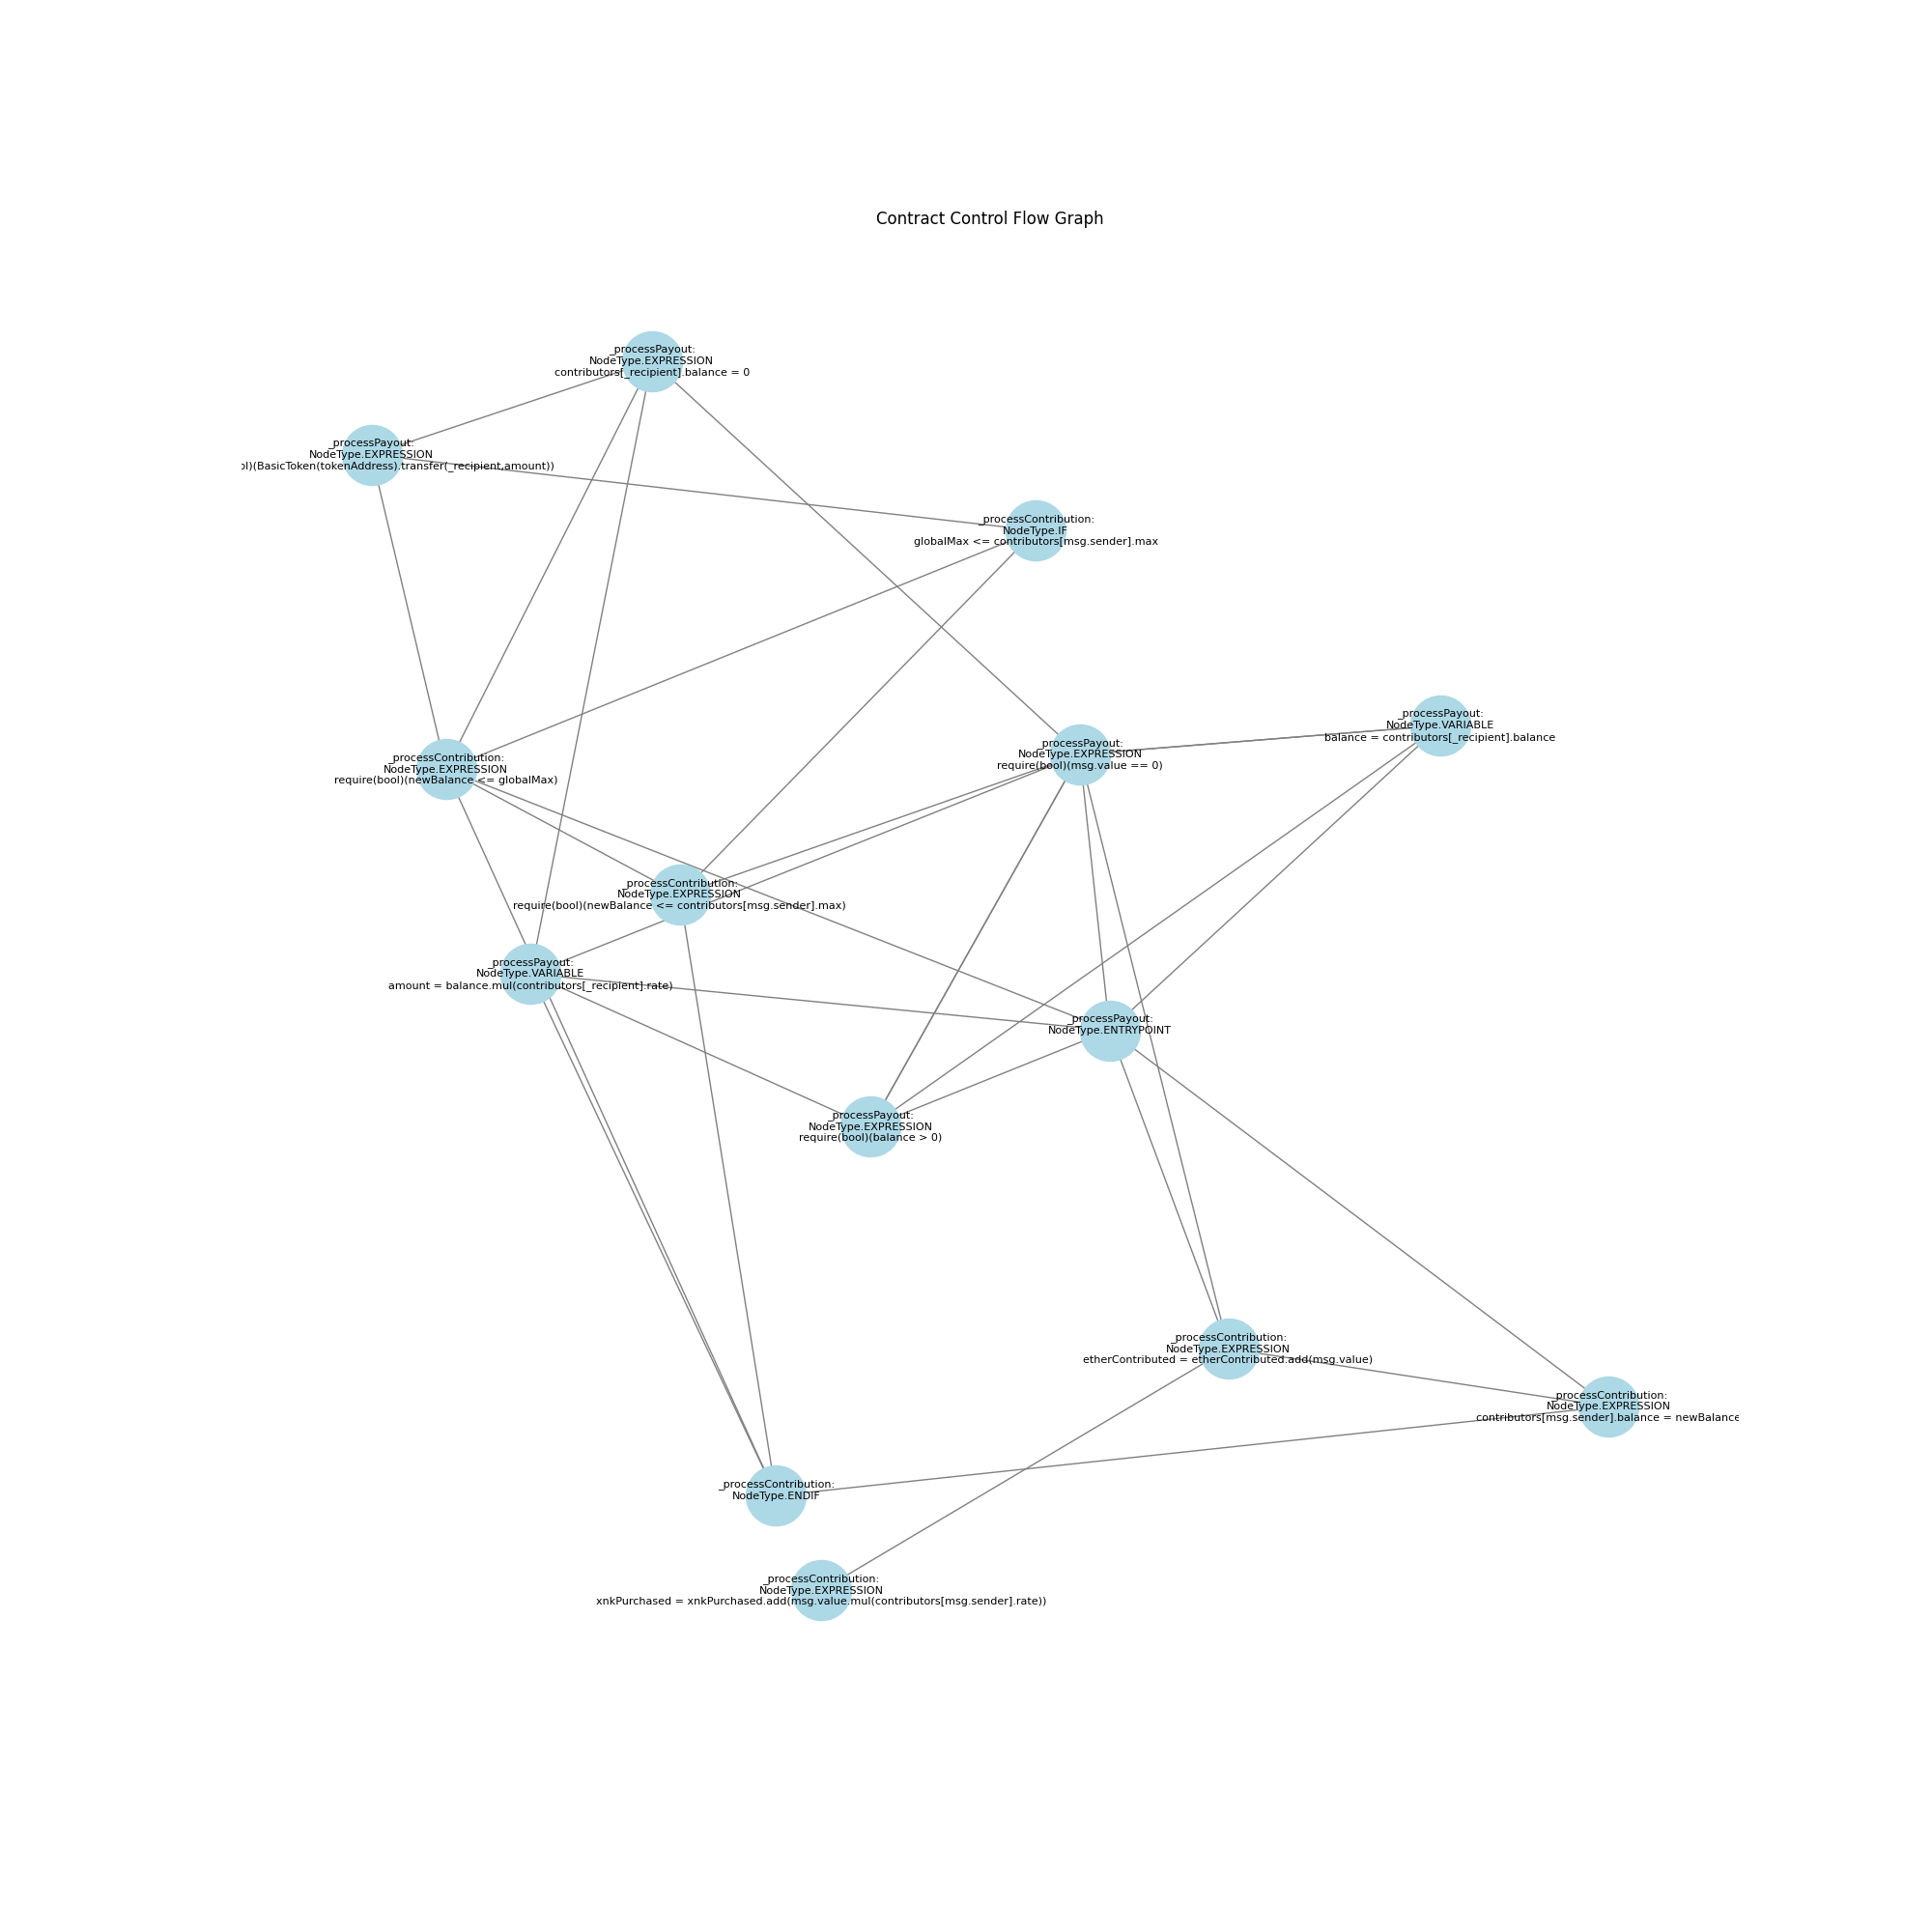 Contract Control Flow Graph
_processPayout:
NodeType.EXPRESSION
contributors[_recipient].balance = 0
_processPayout:
NodeType.EXPRESSION
ol)(BasicToken(tokenAddress).transfer(_recipient,amount))
_processContribution:
NodeType.IF
globalMax <= contributors[msg.sender].max
_processPayout:
NodeType.VARIABLE
balance = contributors[_recipient].balance
_processPayout:
NodeType.EXPRESSION
require(bool)(msg.value == 0)
_processContribution:
NodeType.EXPRESSION
require(bool)(newBalance <= globalMax)
_processContribution:
NodeType.EXPRESSION
require(bool)(newBalance <= contributors[msg.sender].max)
_processPayout:
NodeType.VARIABLE
amount = balance.mul(contributors[_recipient].rate)
_processPayout:
NodeType.ENTRYPOINT
_processPayout:
NodeType.EXPRESSION
require(bool)(balance > 0)
_processContribution:
NodeType.EXPRESSION
etherContributed = etherContributed.add(msg.value)
_processContribution:
NodeType.EXPRESSION
contributors[msg.sender].balance = newBalance
_processContribution:
NodeType.ENDIF
_processContribution:
NodeType.EXPRESSION
xnkPurchased = xnkPurchased.add(msg.value.mul(contributors[msg.sender].rate))